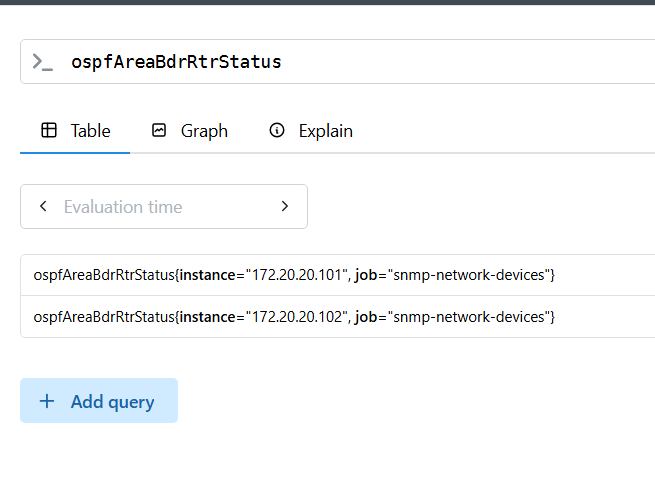 ospfAreaBdrRtrStatus
Table Graph Explain
Evaluation time
ospfAreaBdrRtrStatus{instance="172.20.20.101", job="snmp-network-devices"}
ospfAreaBdrRtrStatus{instance="172.20.20.102", job="snmp-network-devices"}
Add query